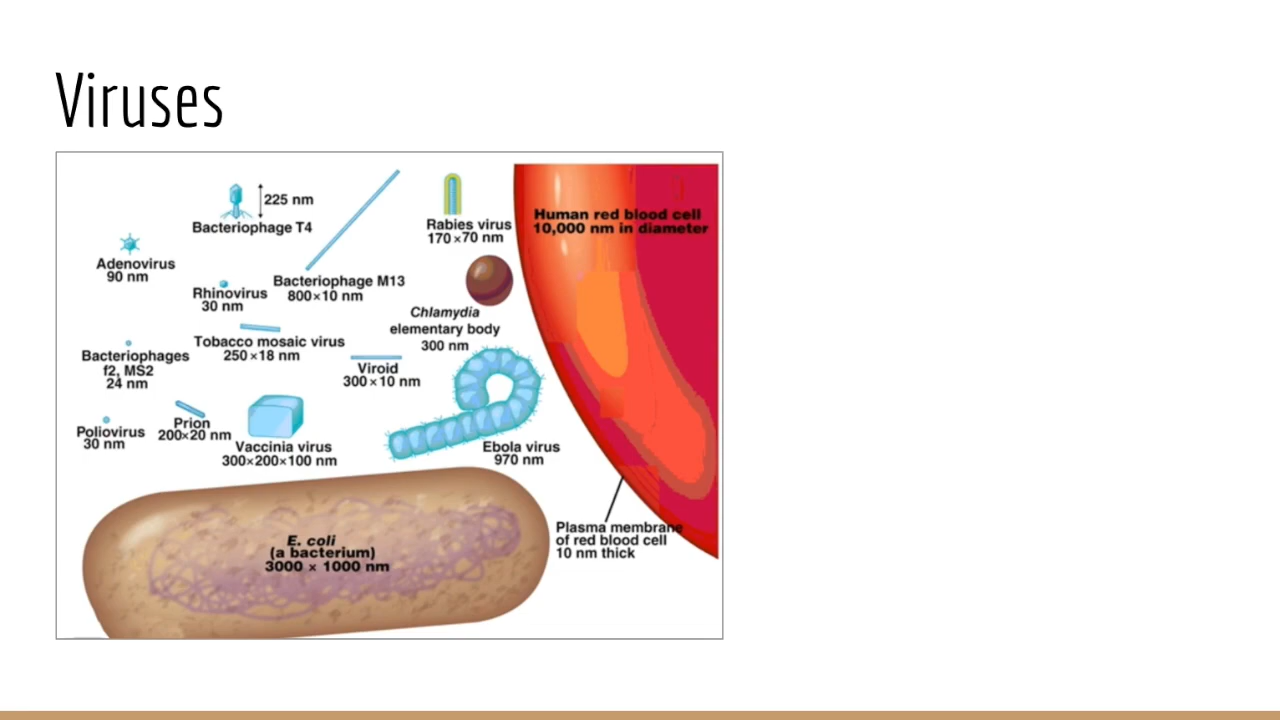 Viruses
225 nm
Bacteriophage T4
Rabies virus
170×70 nm
Human red blood cell
10,000 nm in diameter
Adenovirus
90 nm
Rhinovirus
30 nm
Bacteriophage M13
800×10 nm
Chlamydia
elementary body
300 nm
Tobacco mosaic virus
250×18 nm
Bacteriophages
f2, MS2
24 nm
Viroid
300×10 nm
Poliovirus
30 nm
Prion
200×20 nm
Vaccinia virus
300×200×100 nm
Ebola virus
970 nm
E. coli
(a bacterium)
3000 × 1000 nm
Plasma membrane
of red blood cell
10 nm thick